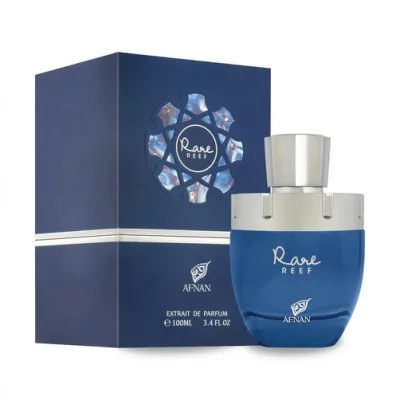 Rare
REEF
AFNAN
EXTRAIT DE PARFUM
℮ 100ML 3.4 FL OZ
Rare
REEF
AFNAN